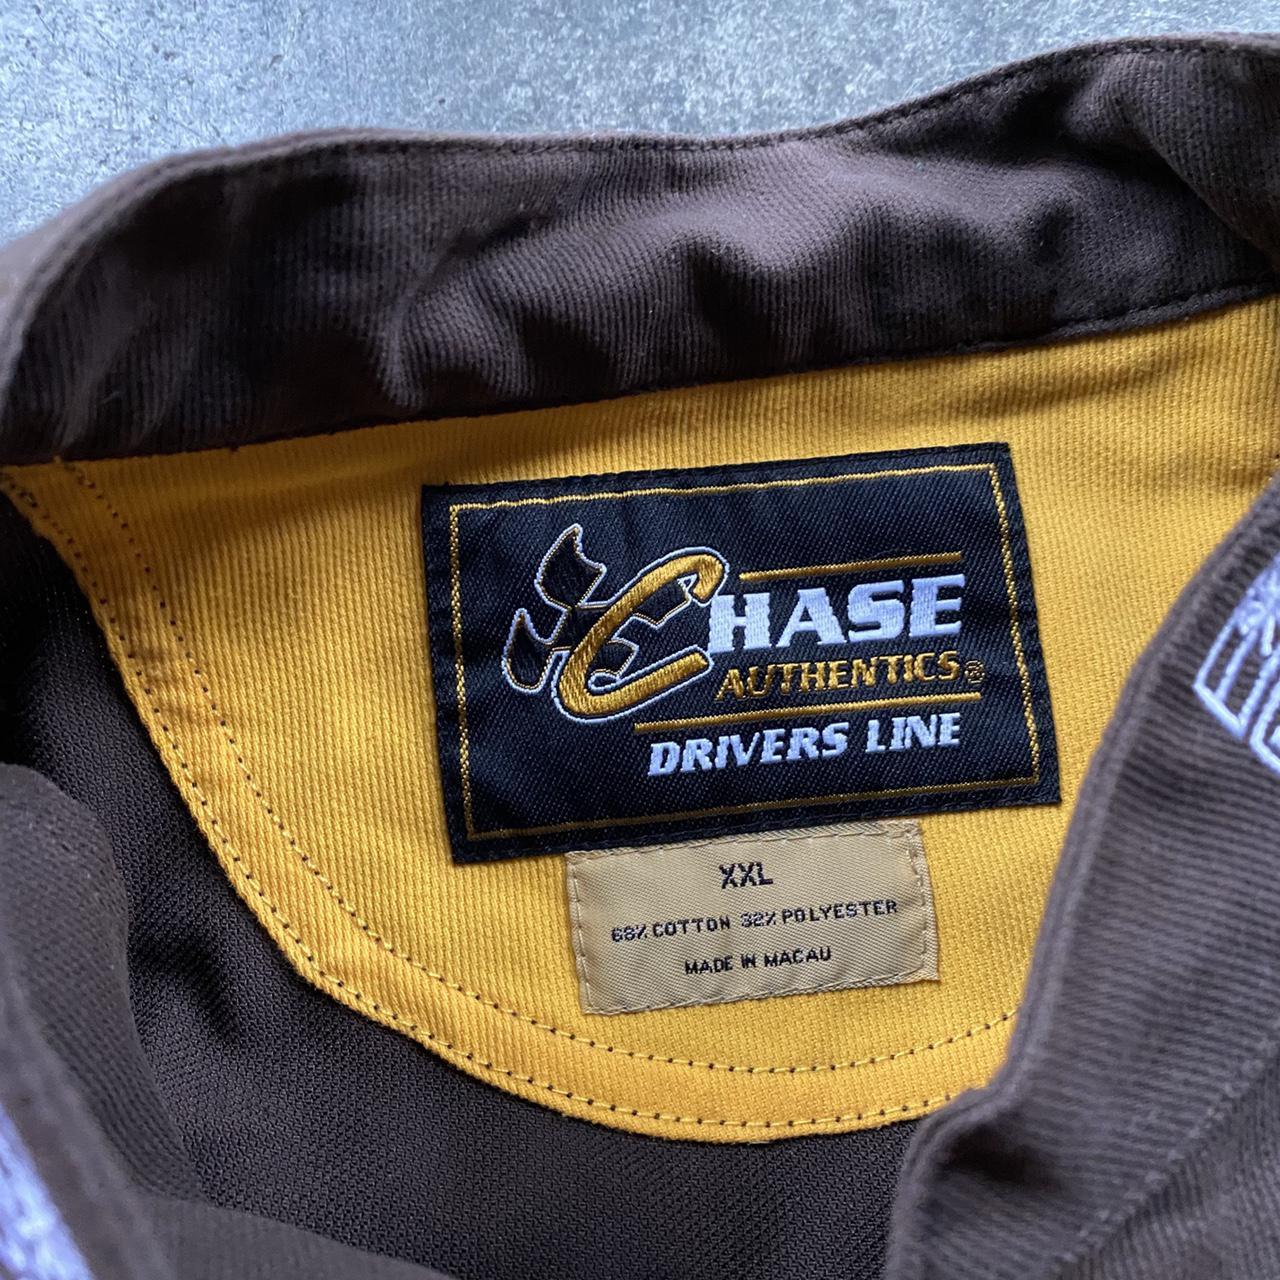 CHASE
AUTHENTICS®
DRIVERS LINE
XXL
68% COTTON 32% POLYESTER
MADE IN MACAU